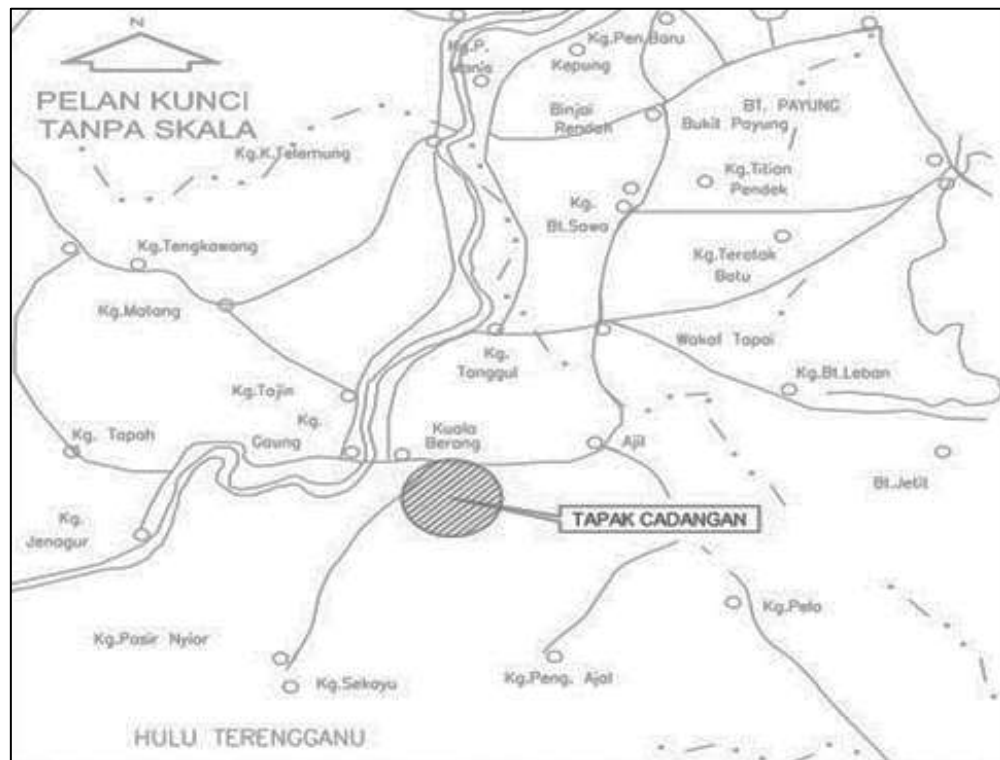 N
PELAN KUNCI
TANPA SKALA
Kg.P.
Manis
Kg.Pen.Baru
Kepung
Binjai
Rendah
BT. PAYUNG
Bukit Payung
Kg.K.Telemung
Kg.Titian
Pendek
Kg.
Bt.Sawa
Kg.Tengkawang
Kg.Teratak
Batu
Kg.Matang
Wakaf Tapai
Kg.
Tanggul
Kg.Bt.Leban
Kg.Tajin
Kg.
Gaung
Kuala
Berang
Kg. Tapah
Ajil
Bt.Jetit
TAPAK CADANGAN
Kg.
Jenagur
Kg.Pela
Kg.Pasir Nyior
Kg.Sekayu
Kg.Peng. Ajal
HULU TERENGGANU